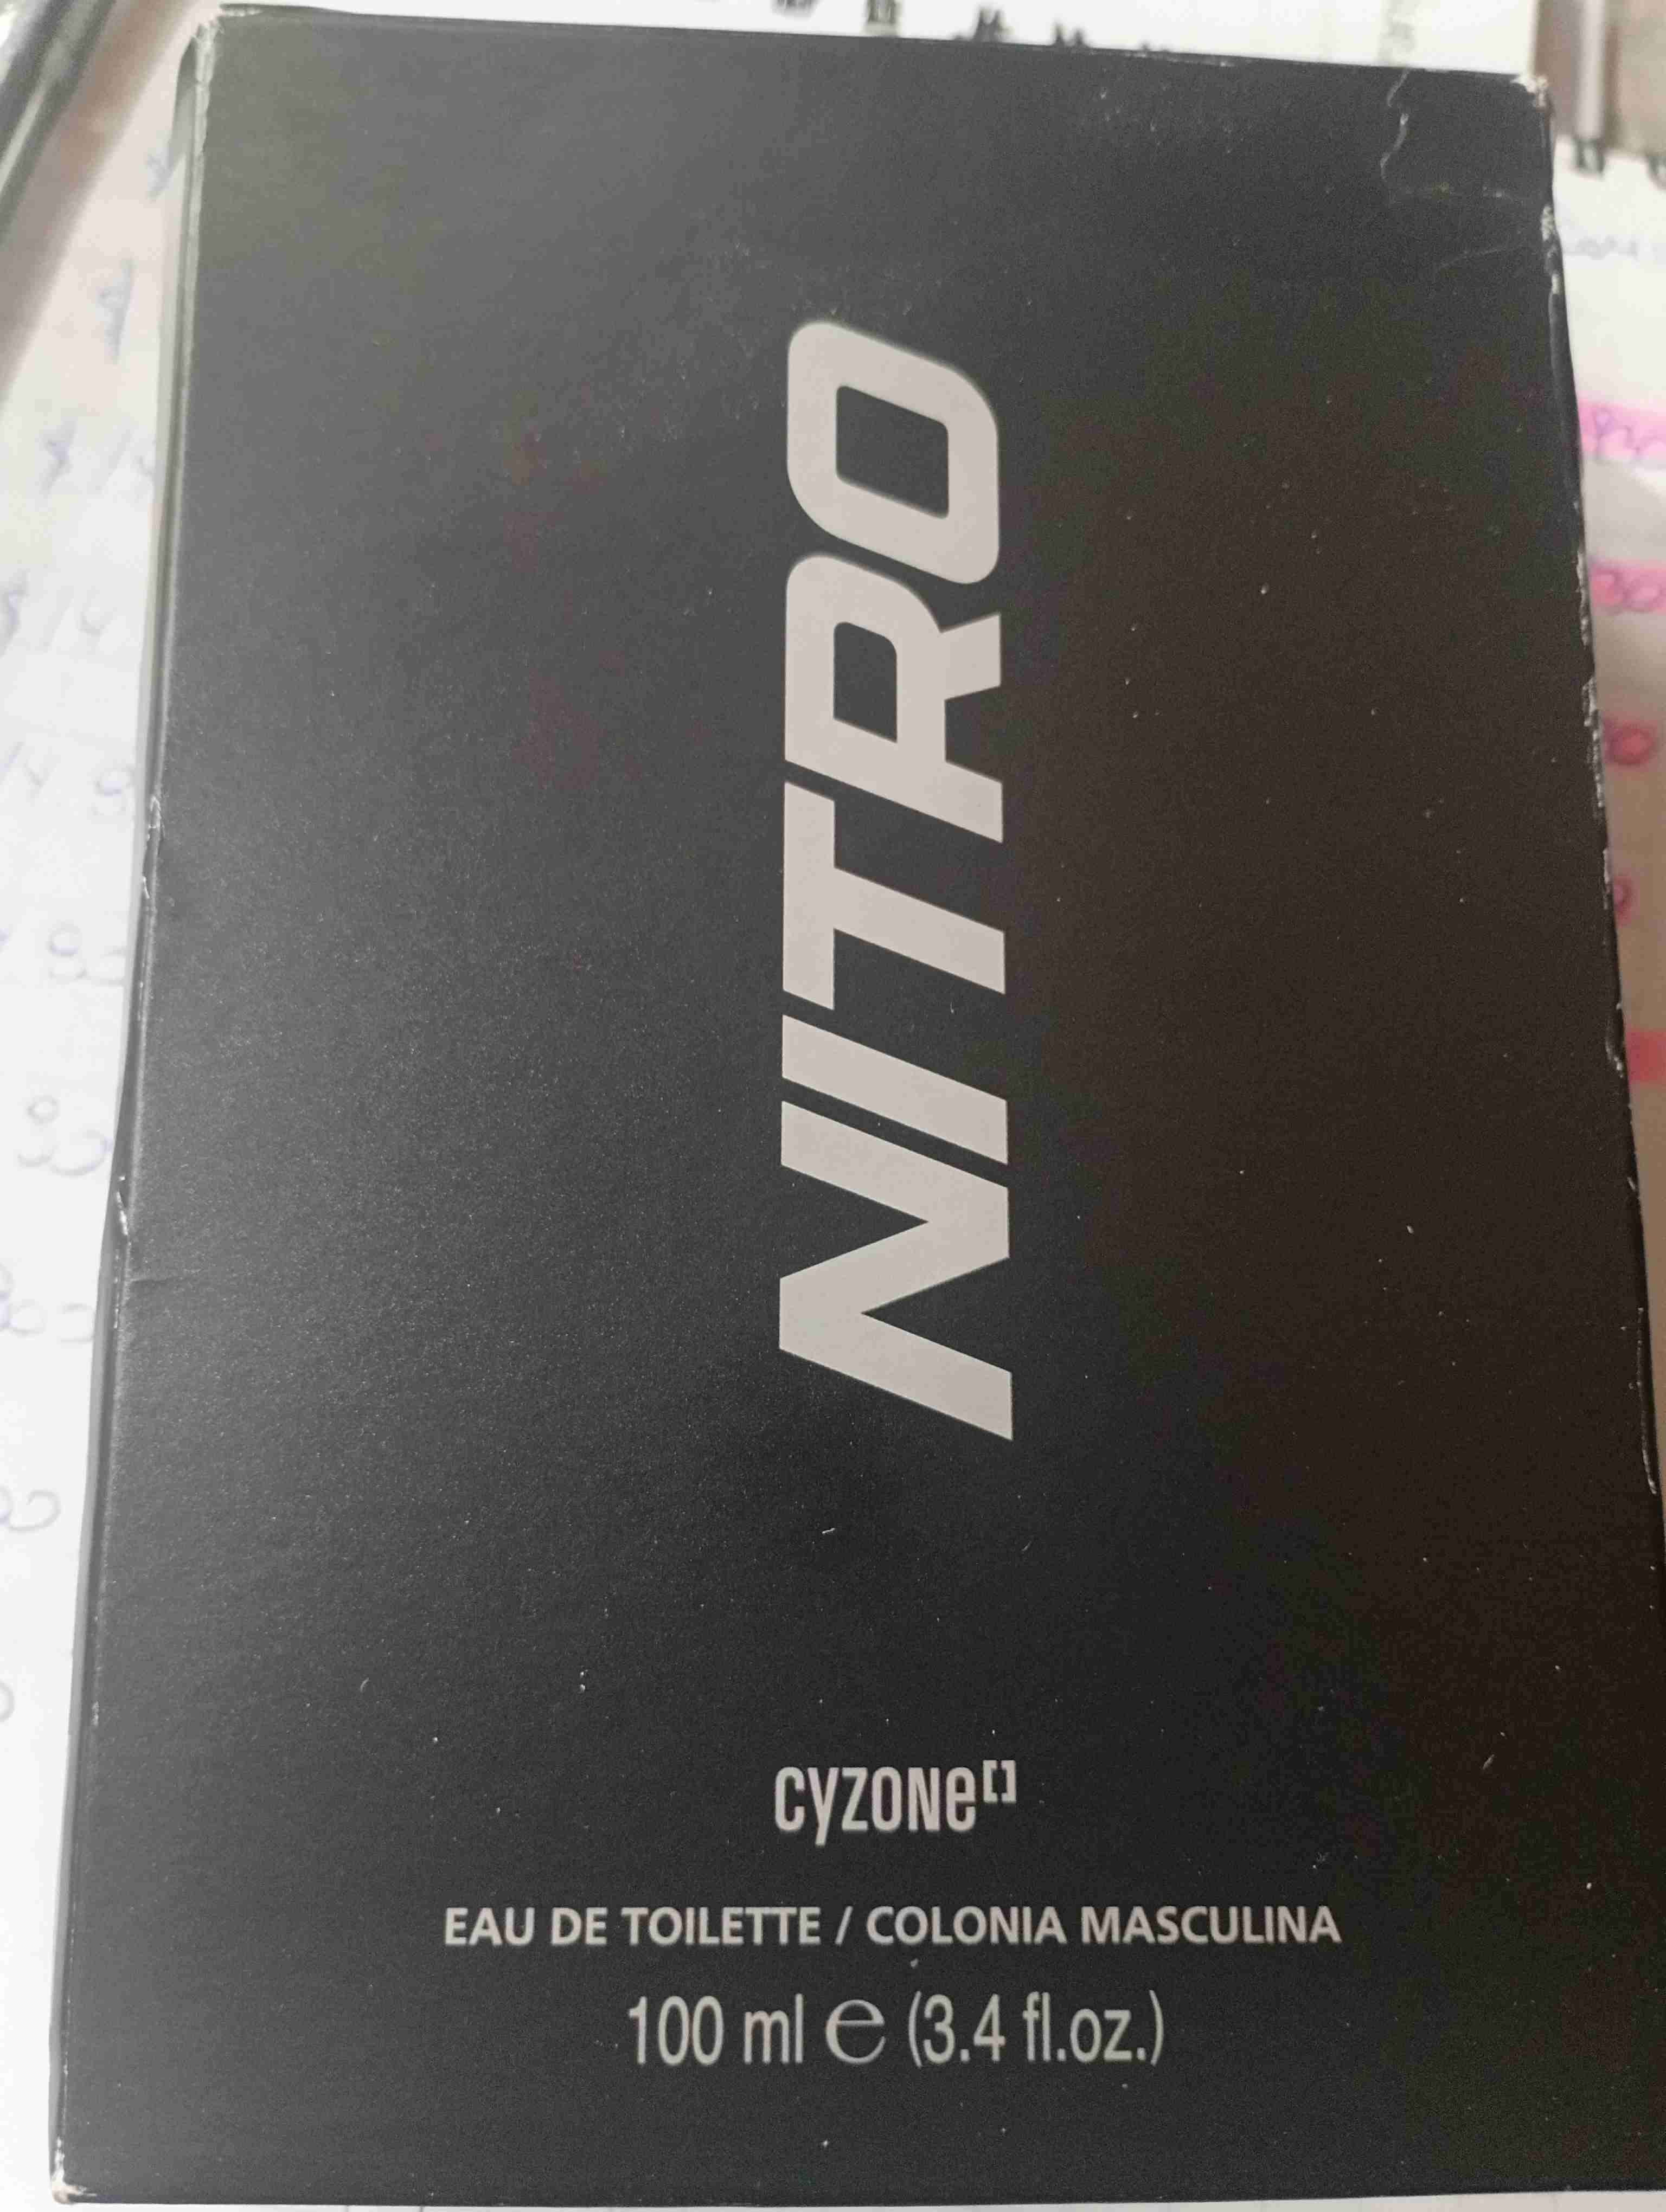 NITRO
cyzone[]
EAU DE TOILETTE / COLONIA MASCULINA
100 ml e (3.4 fl.oz.)